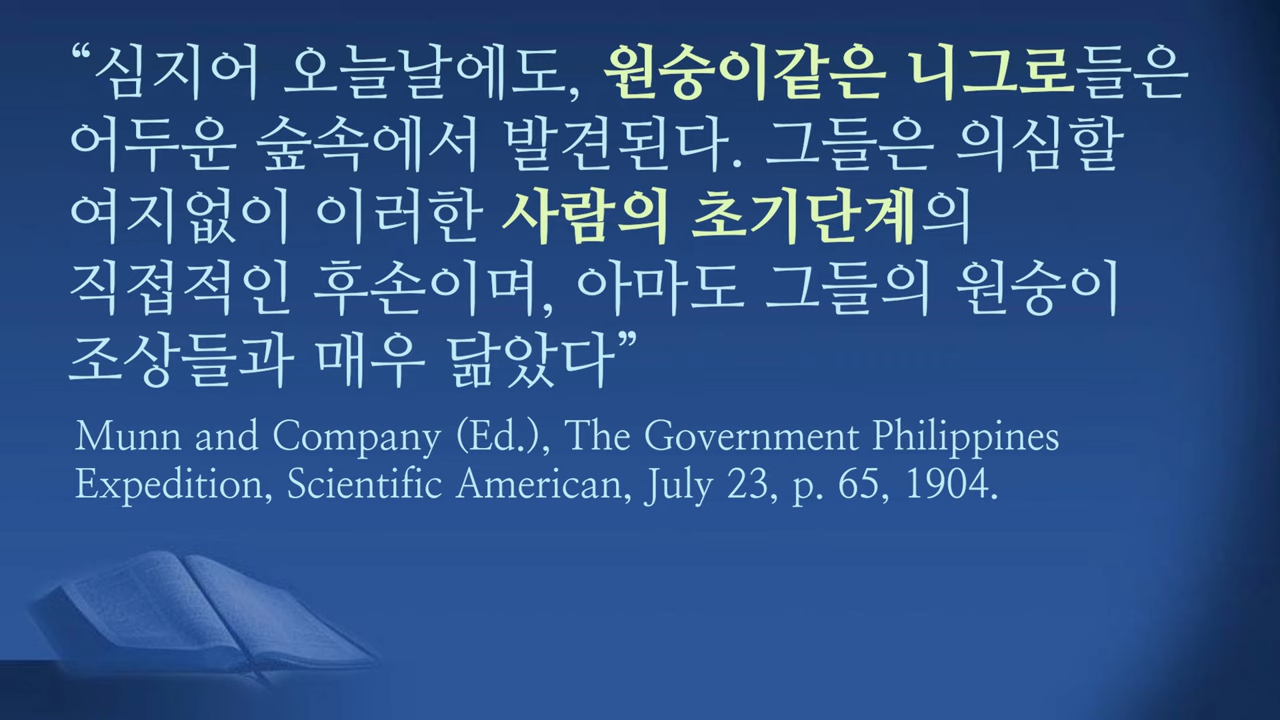 “심지어 오늘날에도, 원숭이같은 니그로들은
어두운 숲속에서 발견된다. 그들은 의심할
여지없이 이러한 사람의 초기단계의
직접적인 후손이며, 아마도 그들의 원숭이
조상들과 매우 닮았다”
Munn and Company (Ed.), The Government Philippines
Expedition, Scientific American, July 23, p. 65, 1904.